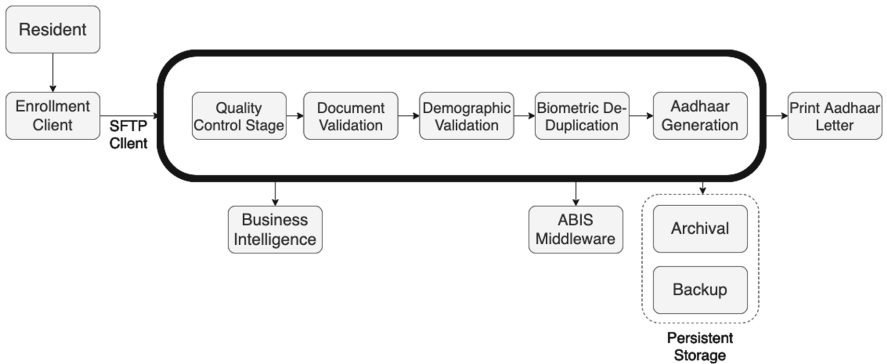 Resident
Enrollment
Client
SFTP
Client
Quality
Control Stage
Document
Validation
Demographic
Validation
Biometric De-
Duplication
Aadhaar
Generation
Print Aadhaar
Letter
Business
Intelligence
ABIS
Middleware
Archival
Backup
Persistent
Storage